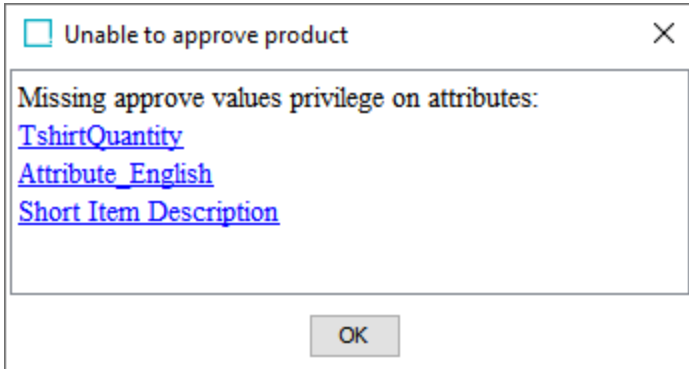 Unable to approve product
Missing approve values privilege on attributes:
TshirtQuantity
Attribute_English
Short Item Description
OK